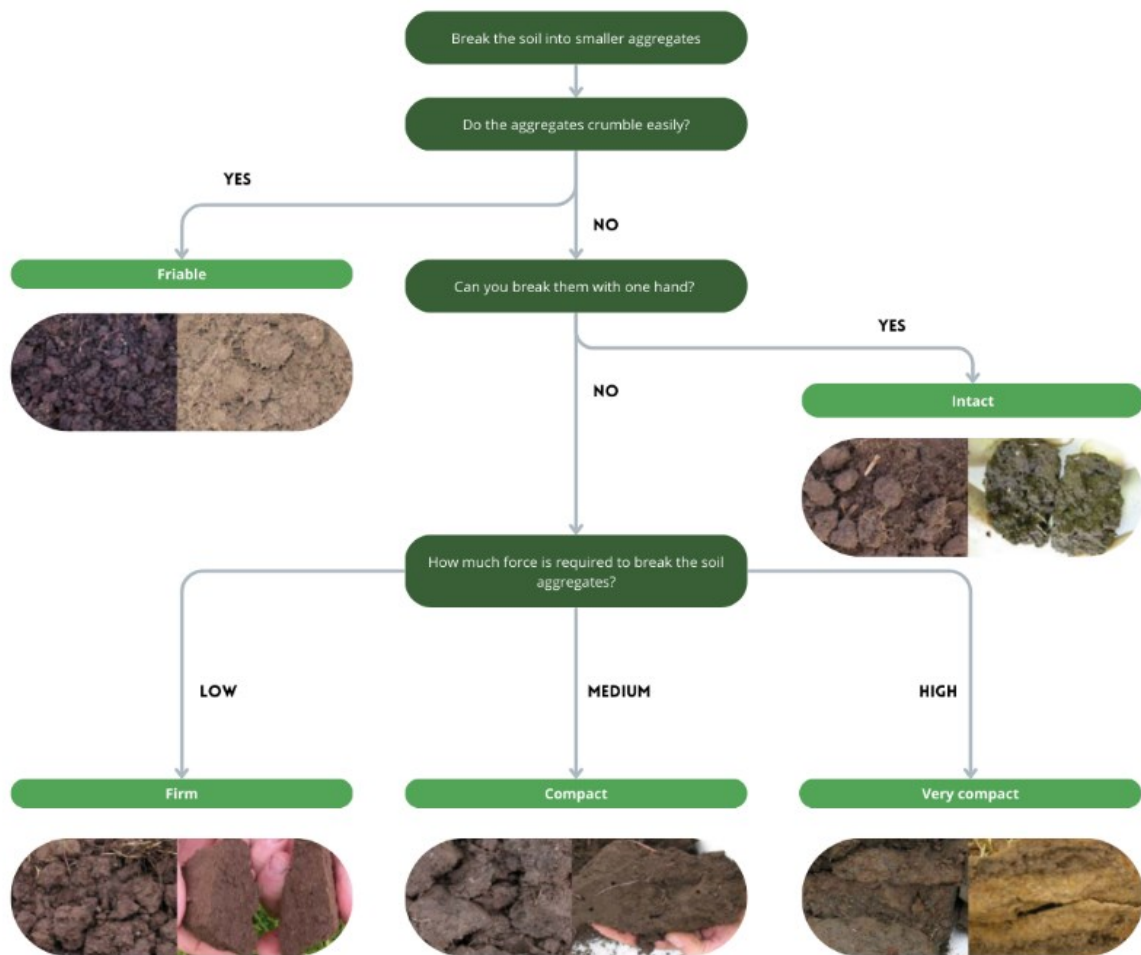 Break the soil into smaller aggregates
Do the aggregates crumble easily?
YES
NO
Friable
Can you break them with one hand?
YES
NO
Intact
How much force is required to break the soil
aggregates?
LOW
MEDIUM
HIGH
Firm
Compact
Very compact